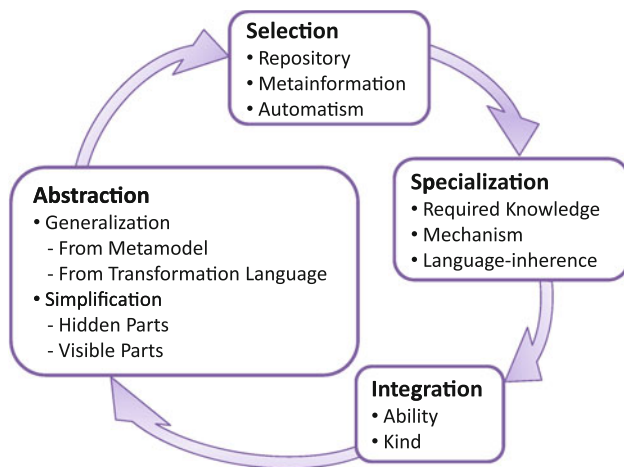 Selection
• Repository
• Metainformation
• Automatism
Specialization
• Required Knowledge
• Mechanism
• Language-inherence
Integration
• Ability
• Kind
Abstraction
• Generalization
- From Metamodel
- From Transformation Language
• Simplification
- Hidden Parts
- Visible Parts